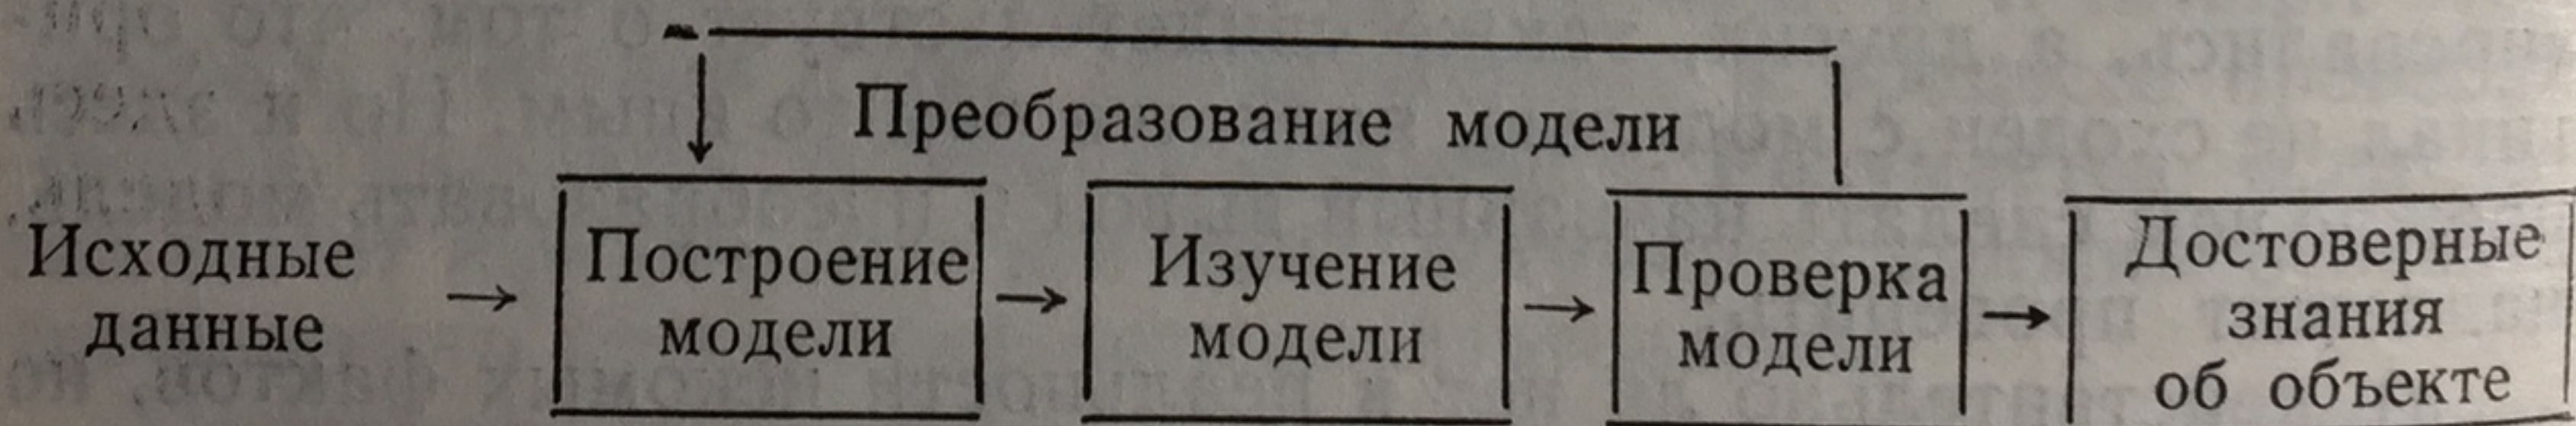 Преобразование модели
Исходные
данные
Построение
модели
Изучение
модели
Проверка
модели
Достоверные
знания
об объекте